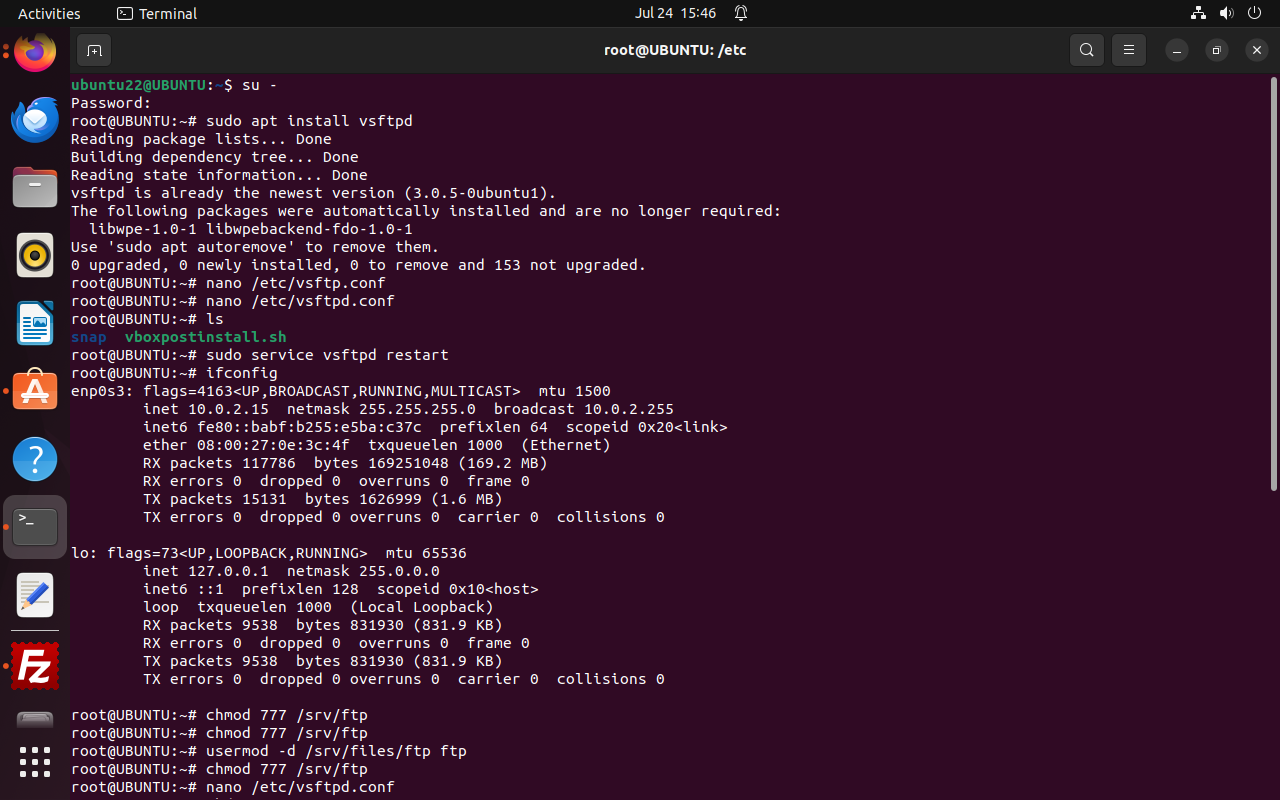 Activities Terminal Jul 24 15:46
root@UBUNTU: /etc
ubuntu22@UBUNTU:~$ su -
Password:
root@UBUNTU:~# sudo apt install vsftpd
Reading package lists... Done
Building dependency tree... Done
Reading state information... Done
vsftpd is already the newest version (3.0.5-0ubuntu1).
The following packages were automatically installed and are no longer required:
  libwpe-1.0-1 libwpebackend-fdo-1.0-1
Use 'sudo apt autoremove' to remove them.
0 upgraded, 0 newly installed, 0 to remove and 153 not upgraded.
root@UBUNTU:~# nano /etc/vsftp.conf
root@UBUNTU:~# nano /etc/vsftpd.conf
root@UBUNTU:~# ls
snap  vboxpostinstall.sh
root@UBUNTU:~# sudo service vsftpd restart
root@UBUNTU:~# ifconfig
enp0s3: flags=4163<UP,BROADCAST,RUNNING,MULTICAST>  mtu 1500
        inet 10.0.2.15  netmask 255.255.255.0  broadcast 10.0.2.255
        inet6 fe80::babf:b255:e5ba:c37c  prefixlen 64  scopeid 0x20<link>
        ether 08:00:27:0e:3c:4f  txqueuelen 1000  (Ethernet)
        RX packets 117786  bytes 169251048 (169.2 MB)
        RX errors 0  dropped 0  overruns 0  frame 0
        TX packets 15131  bytes 1626999 (1.6 MB)
        TX errors 0  dropped 0 overruns 0  carrier 0  collisions 0
lo: flags=73<UP,LOOPBACK,RUNNING>  mtu 65536
        inet 127.0.0.1  netmask 255.0.0.0
        inet6 ::1  prefixlen 128  scopeid 0x10<host>
        loop  txqueuelen 1000  (Local Loopback)
        RX packets 9538  bytes 831930 (831.9 KB)
        RX errors 0  dropped 0  overruns 0  frame 0
        TX packets 9538  bytes 831930 (831.9 KB)
        TX errors 0  dropped 0 overruns 0  carrier 0  collisions 0
root@UBUNTU:~# chmod 777 /srv/ftp
root@UBUNTU:~# chmod 777 /srv/ftp
root@UBUNTU:~# usermod -d /srv/files/ftp ftp
root@UBUNTU:~# chmod 777 /srv/ftp
root@UBUNTU:~# nano /etc/vsftpd.conf